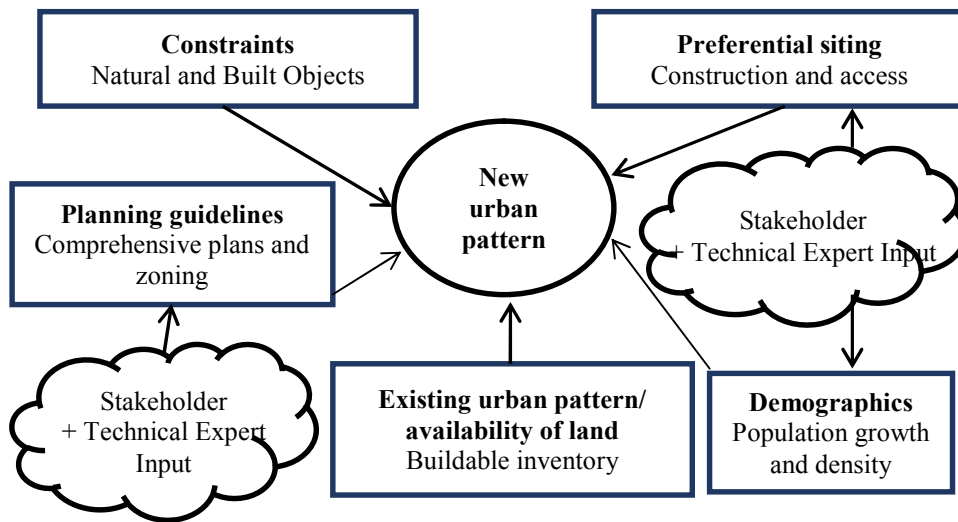 Constraints
Natural and Built Objects
Preferential siting
Construction and access
New
urban
pattern
Planning guidelines
Comprehensive plans and
zoning
Stakeholder
+ Technical Expert Input
Stakeholder
+ Technical Expert
Input
Existing urban pattern/
availability of land
Buildable inventory
Demographics
Population growth
and density